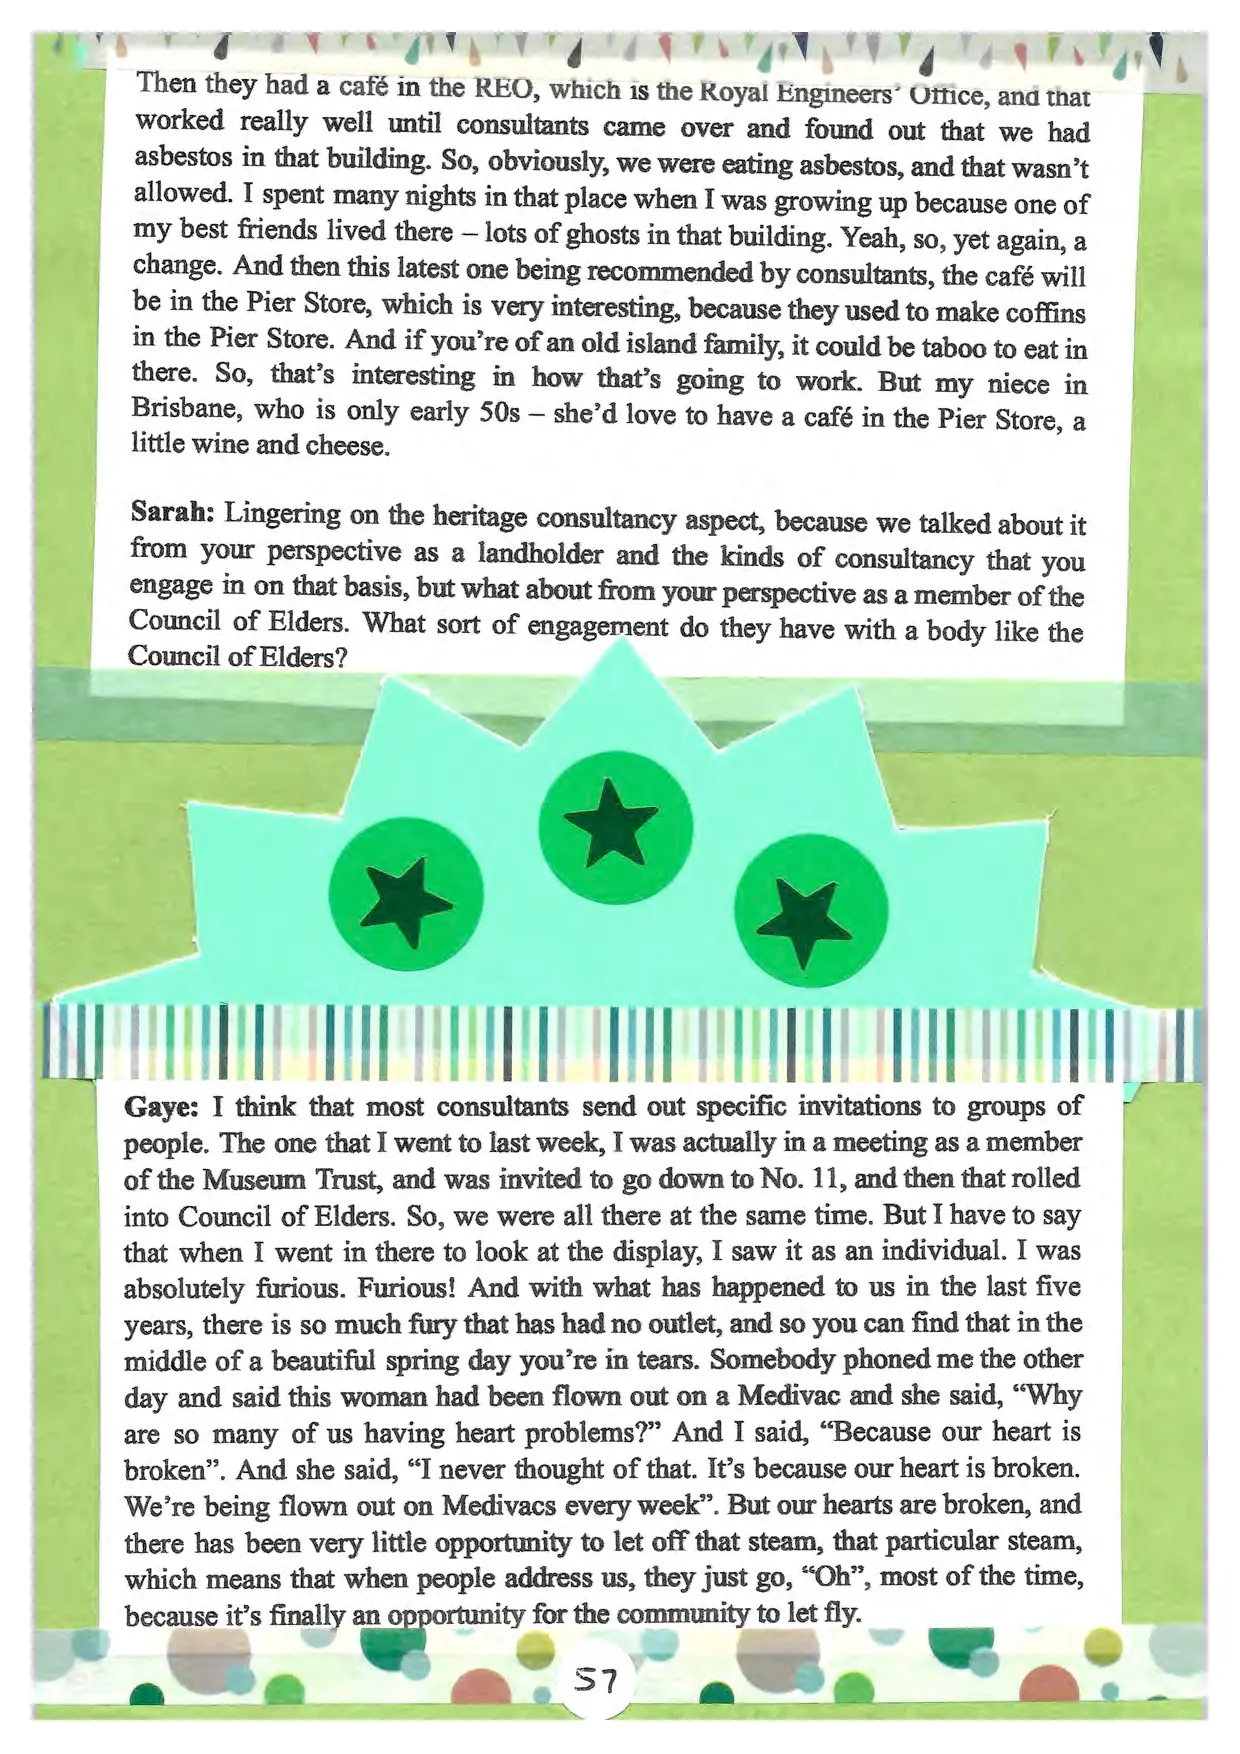 Then they had a café in the REO, which is the Royal Engineers' Office, and that
worked really well until consultants came over and found out that we had
asbestos in that building. So, obviously, we were eating asbestos, and that wasn't
allowed. I spent many nights in that place when I was growing up because one of
my best friends lived there – lots of ghosts in that building. Yeah, so, yet again, a
change. And then this latest one being recommended by consultants, the café will
be in the Pier Store, which is very interesting, because they used to make coffins
in the Pier Store. And if you're of an old island family, it could be taboo to eat in
there. So, that's interesting in how that's going to work. But my niece in
Brisbane, who is only early 50s – she'd love to have a café in the Pier Store, a
little wine and cheese.
Sarah: Lingering on the heritage consultancy aspect, because we talked about it
from your perspective as a landholder and the kinds of consultancy that you
engage in on that basis, but what about from your perspective as a member of the
Council of Elders. What sort of engagement do they have with a body like the
Council of Elders?
Gaye: I think that most consultants send out specific invitations to groups of
people. The one that I went to last week, I was actually in a meeting as a member
of the Museum Trust, and was invited to go down to No. 11, and then that rolled
into Council of Elders. So, we were all there at the same time. But I have to say
that when I went in there to look at the display, I saw it as an individual. I was
absolutely furious. Furious! And with what has happened to us in the last five
years, there is so much fury that has had no outlet, and so you can find that in the
middle of a beautiful spring day you're in tears. Somebody phoned me the other
day and said this woman had been flown out on a Medivac and she said, “Why
are so many of us having heart problems?” And I said, “Because our heart is
broken”. And she said, “I never thought of that. It's because our heart is broken.
We're being flown out on Medivacs every week”. But our hearts are broken, and
there has been very little opportunity to let off that steam, that particular steam,
which means that when people address us, they just go, “Oh”, most of the time,
because it's finally an opportunity for the community to let fly.
57